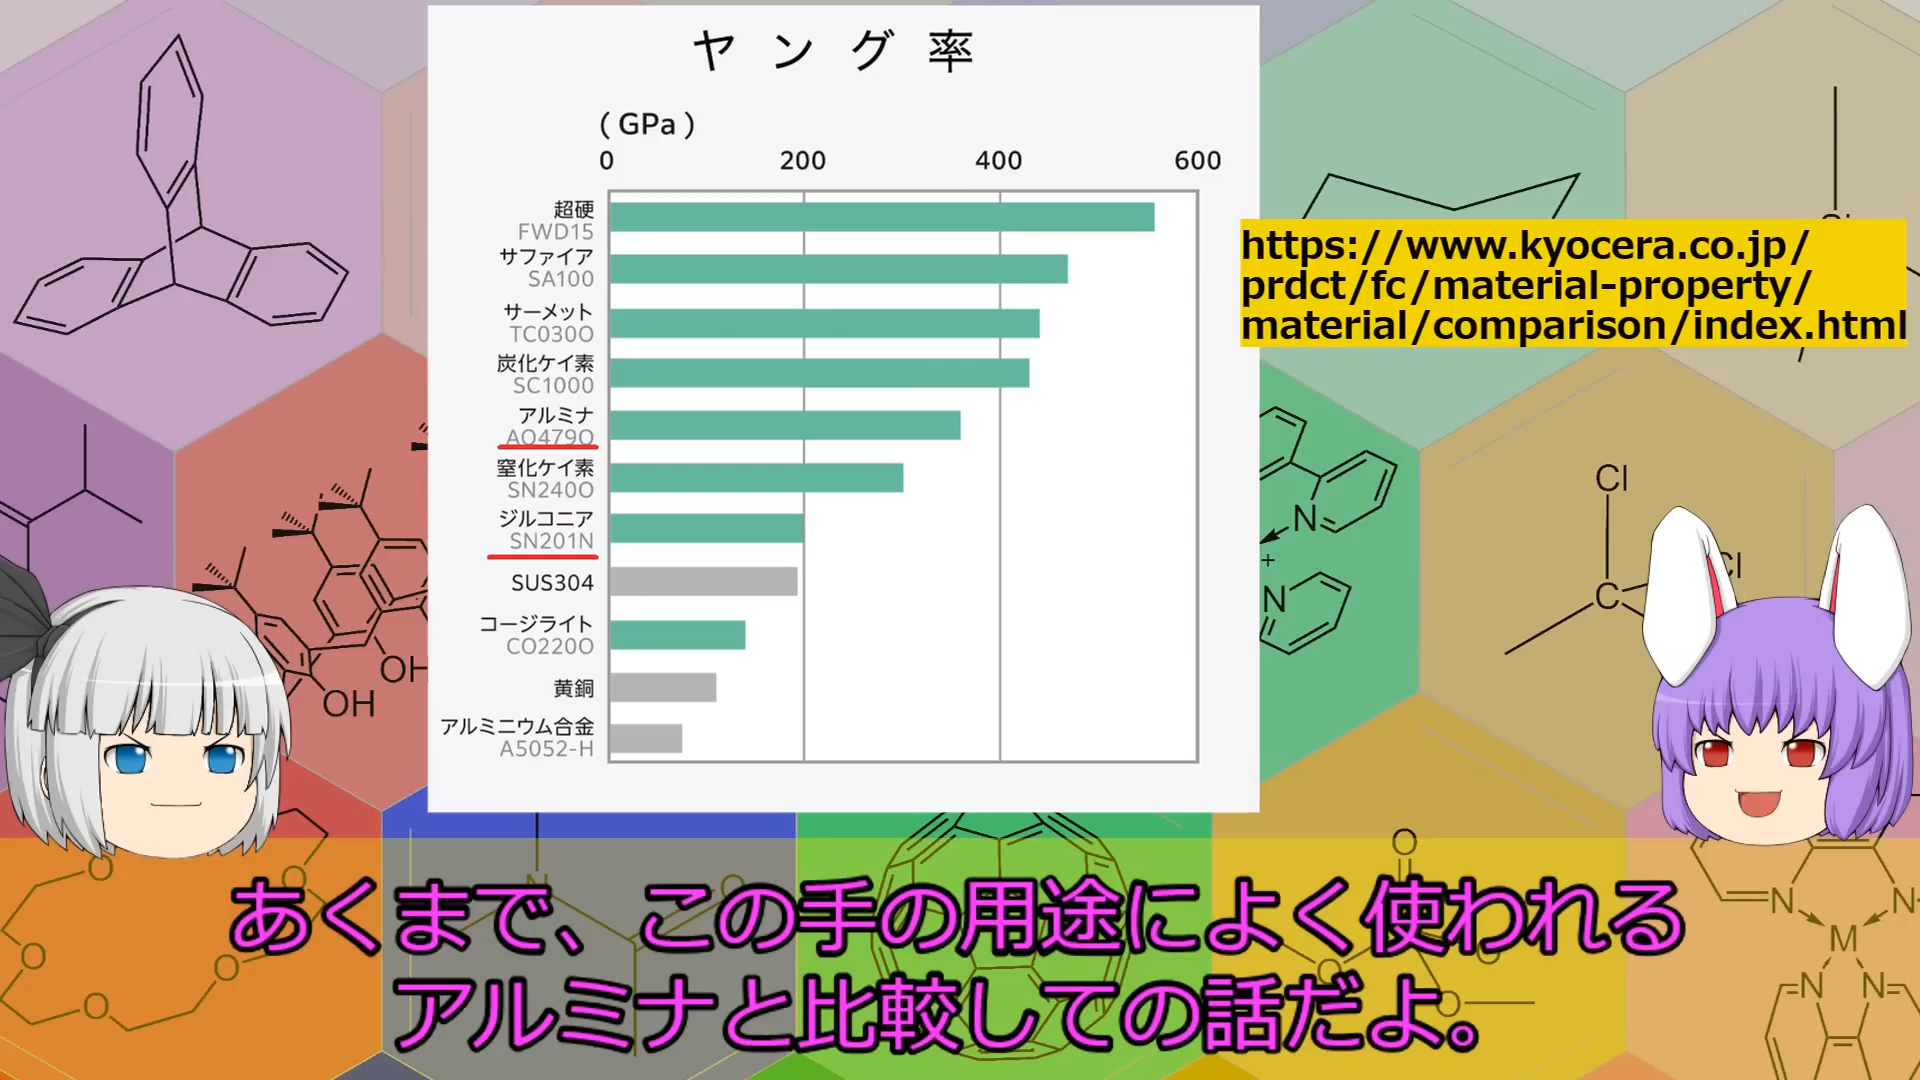 ヤング率
( GPa )
0 200 400 600
超硬
FWD15
サファイア
SA100
サーメット
TC030O
炭化ケイ素
SC1000
アルミナ
AO479O
窒化ケイ素
SN240O
ジルコニア
SN201N
SUS304
コージライト
CO220O
黄銅
アルミニウム合金
A5052-H
https://www.kyocera.co.jp/
prdct/fc/material-property/
material/comparison/index.html
OH
OH
Cl
Cl
C
N
+
N
O
O
O
O
O
N
O
O
O
O
O
N
N
M
N
N
あくまで、この手の用途によく使われる
アルミナと比較しての話だよ。